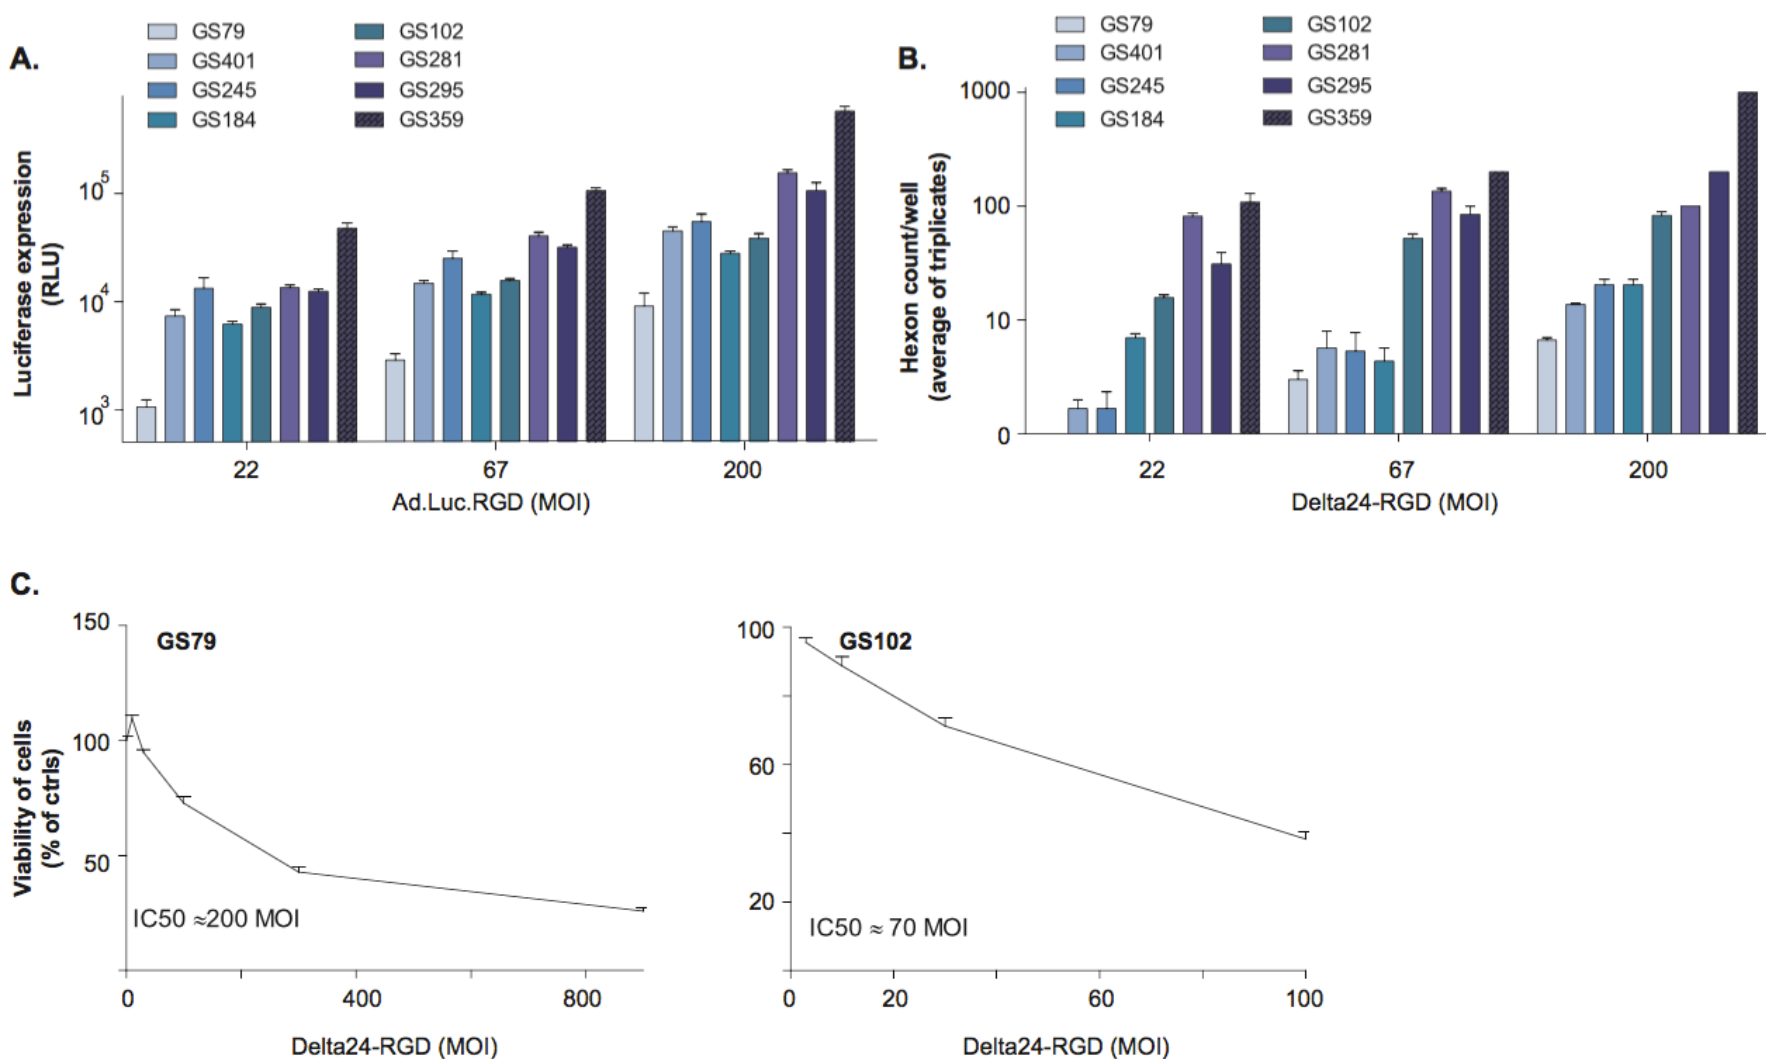 A.
GS79
GS401
GS245
GS184
GS102
GS281
GS295
GS359
Luciferase expression
(RLU)
10^5
10^4
10^3
22
67
200
Ad.Luc.RGD (MOI)
B.
GS79
GS401
GS245
GS184
GS102
GS281
GS295
GS359
Hexon count/well
(average of triplicates)
1000
100
10
0
22
67
200
Delta24-RGD (MOI)
C.
GS79
Viability of cells
(% of ctrls)
150
100
50
IC50 ≈200 MOI
0
400
800
Delta24-RGD (MOI)
GS102
100
60
20
IC50 ≈ 70 MOI
0
20
60
100
Delta24-RGD (MOI)